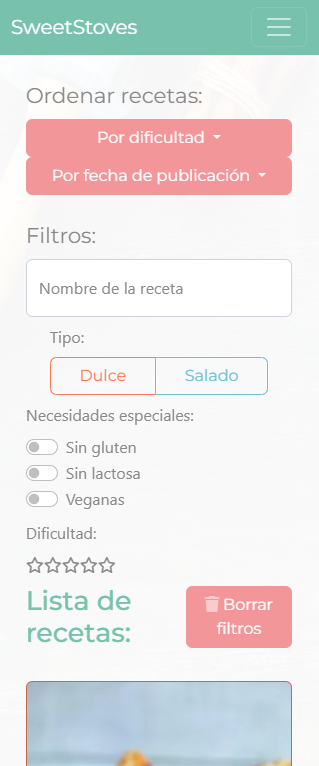 SweetStoves
Ordenar recetas:
Por dificultad
Por fecha de publicación
Filtros:
Nombre de la receta
Tipo:
Dulce Salado
Necesidades especiales:
Sin gluten
Sin lactosa
Veganas
Dificultad:
Lista de
recetas:
Borrar
filtros